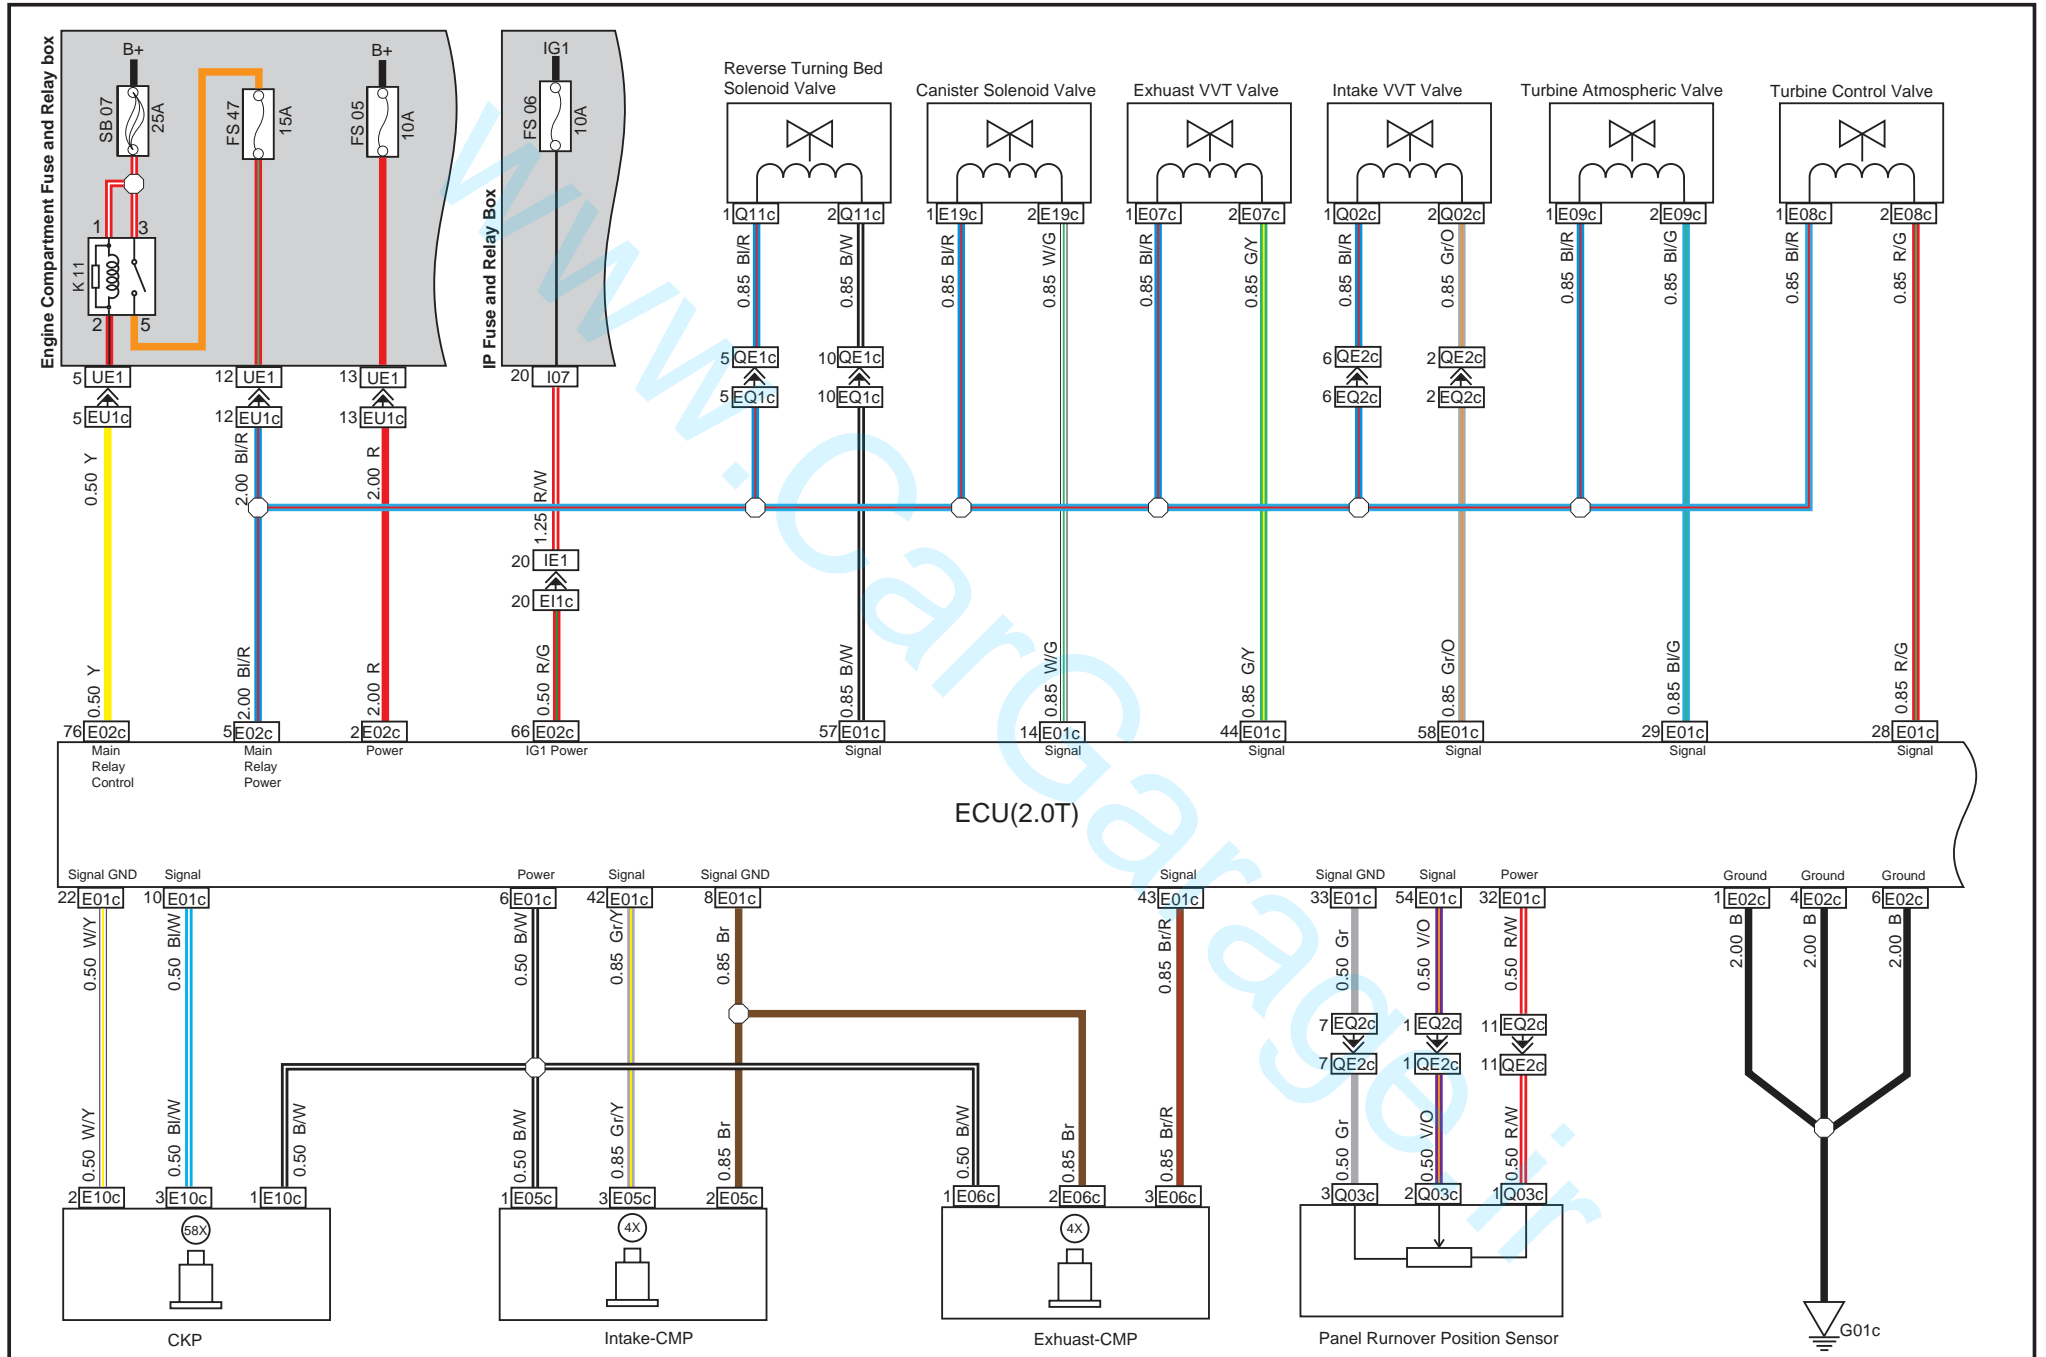 Engine Compartment Fuse and Relay box
B+
SB 07
25A
FS 47
15A
B+
FS 05
10A
1
3
K 11
2
5
IP Fuse and Relay Box
IG1
FS 06
10A
Reverse Turning Bed
Solenoid Valve
Canister Solenoid Valve
Exhuast VVT Valve
Intake VVT Valve
Turbine Atmospheric Valve
Turbine Control Valve
1 Q11c
2 Q11c
1 E19c
2 E19c
1 E07c
2 E07c
1 Q02c
2 Q02c
1 E09c
2 E09c
1 E08c
2 E08c
0.85 Bl/R
0.85 B/W
0.85 Bl/R
0.85 W/G
0.85 Bl/R
0.85 G/Y
0.85 Bl/R
0.85 Gr/O
0.85 Bl/R
0.85 Bl/G
0.85 Bl/R
0.85 R/G
5 QE1c
10 QE1c
6 QE2c
2 QE2c
5 EQ1c
10 EQ1c
6 EQ2c
2 EQ2c
5 UE1
12 UE1
13 UE1
20 I07
5 EU1c
12 EU1c
13 EU1c
0.50 Y
2.00 Bl/R
2.00 R
1.25 R/W
20 IE1
20 EI1c
0.50 Y
2.00 Bl/R
2.00 R
0.50 R/G
0.85 B/W
0.85 W/G
0.85 G/Y
0.85 Gr/O
0.85 Bl/G
0.85 R/G
76 E02c
5 E02c
2 E02c
66 E02c
57 E01c
14 E01c
44 E01c
58 E01c
29 E01c
28 E01c
Main
Relay
Control
Main
Relay
Power
Power
IG1 Power
Signal
Signal
Signal
Signal
Signal
Signal
ECU(2.0T)
Signal GND
Signal
Power
Signal
Signal GND
Signal
Signal GND
Signal
Power
Ground
Ground
Ground
22 E01c
10 E01c
6 E01c
42 E01c
8 E01c
43 E01c
33 E01c
54 E01c
32 E01c
1 E02c
4 E02c
6 E02c
0.50 W/Y
0.50 Bl/W
0.50 B/W
0.85 Gr/Y
0.85 Br
0.85 Br/R
0.50 Gr
0.50 V/O
0.50 R/W
2.00 B
2.00 B
2.00 B
7 EQ2c
1 EQ2c
11 EQ2c
7 QE2c
1 QE2c
11 QE2c
0.50 W/Y
0.50 Bl/W
0.50 B/W
0.50 B/W
0.85 Gr/Y
0.85 Br
0.50 B/W
0.85 Br
0.85 Br/R
0.50 Gr
0.50 V/O
0.50 R/W
2 E10c
3 E10c
1 E10c
1 E05c
3 E05c
2 E05c
1 E06c
2 E06c
3 E06c
3 Q03c
2 Q03c
1 Q03c
58X
4X
4X
CKP
Intake-CMP
Exhuast-CMP
Panel Rurnover Position Sensor
G01c
www.CarGarage.ir